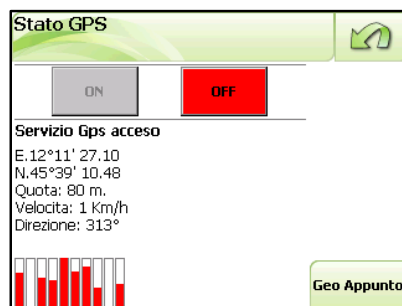 Stato GPS
ON
OFF
Servizio Gps acceso
E.12°11' 27.10
N.45°39' 10.48
Quota: 80 m.
Velocita: 1 Km/h
Direzione: 313°
Geo Appunto